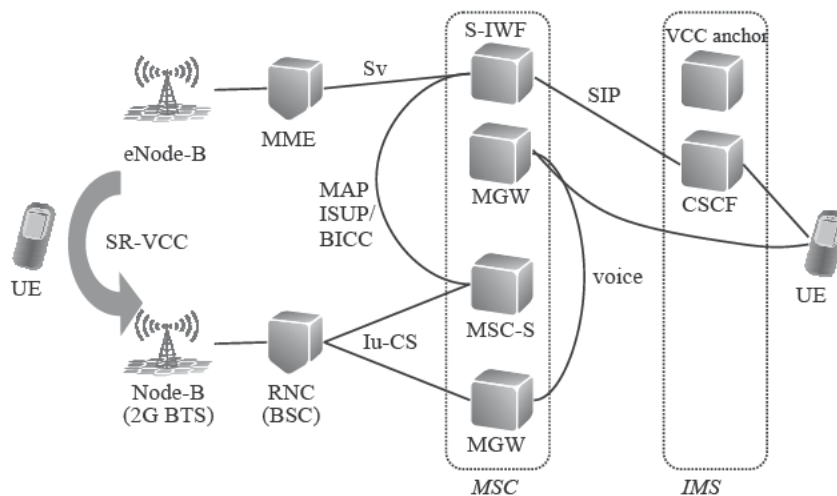 S-IWF
VCC anchor
Sv
SIP
MME
eNode-B
MGW
CSCF
MAP
ISUP/
BICC
SR-VCC
UE
voice
UE
MSC-S
Iu-CS
Node-B
(2G BTS)
RNC
(BSC)
MGW
MSC
IMS